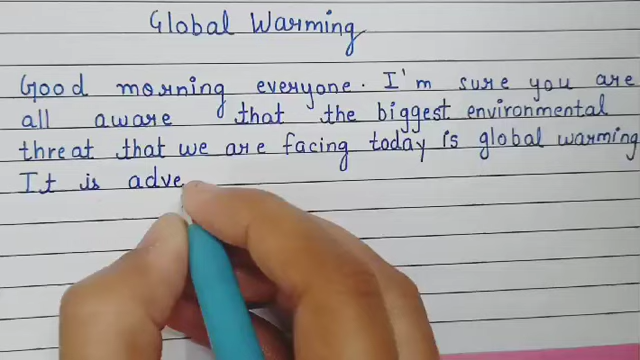 Global Warming
Good morning everyone. I'm sure you are
all aware that the biggest environmental
threat that we are facing today is global warming
It is adve